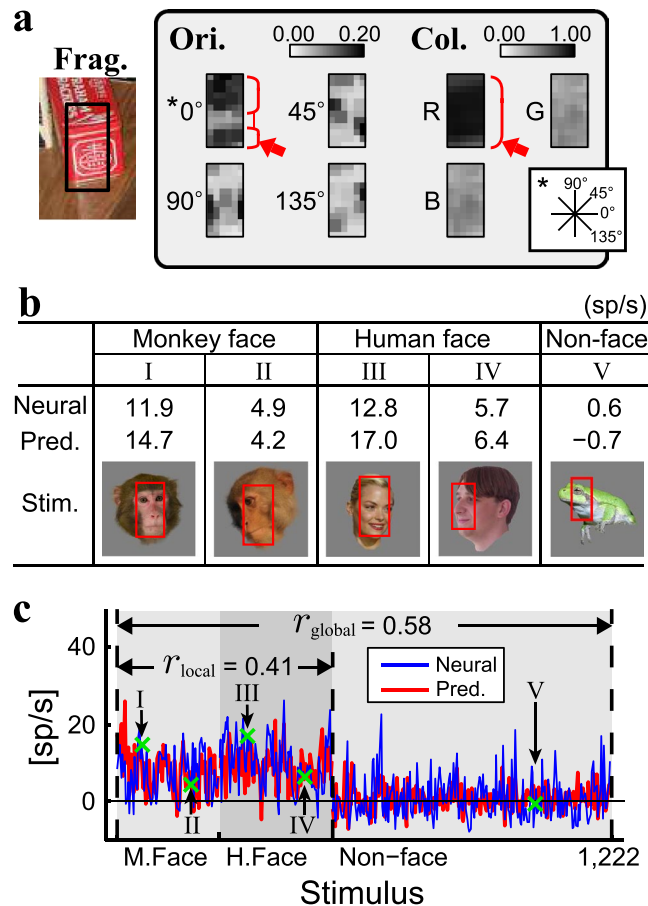 a
Frag.
Ori.
0.00 0.20
Col.
0.00 1.00
*0°
45°
R
G
90°
135°
B
*
90°
45°
0°
135°
b
(sp/s)
Monkey face Human face Non-face
I II III IV V
Neural 11.9 4.9 12.8 5.7 0.6
Pred. 14.7 4.2 17.0 6.4 −0.7
Stim.
c
r global = 0.58
r local = 0.41
Neural
Pred.
I
III
V
II
IV
40
20
0
[sp/s]
M.Face H.Face Non−face 1,222
Stimulus